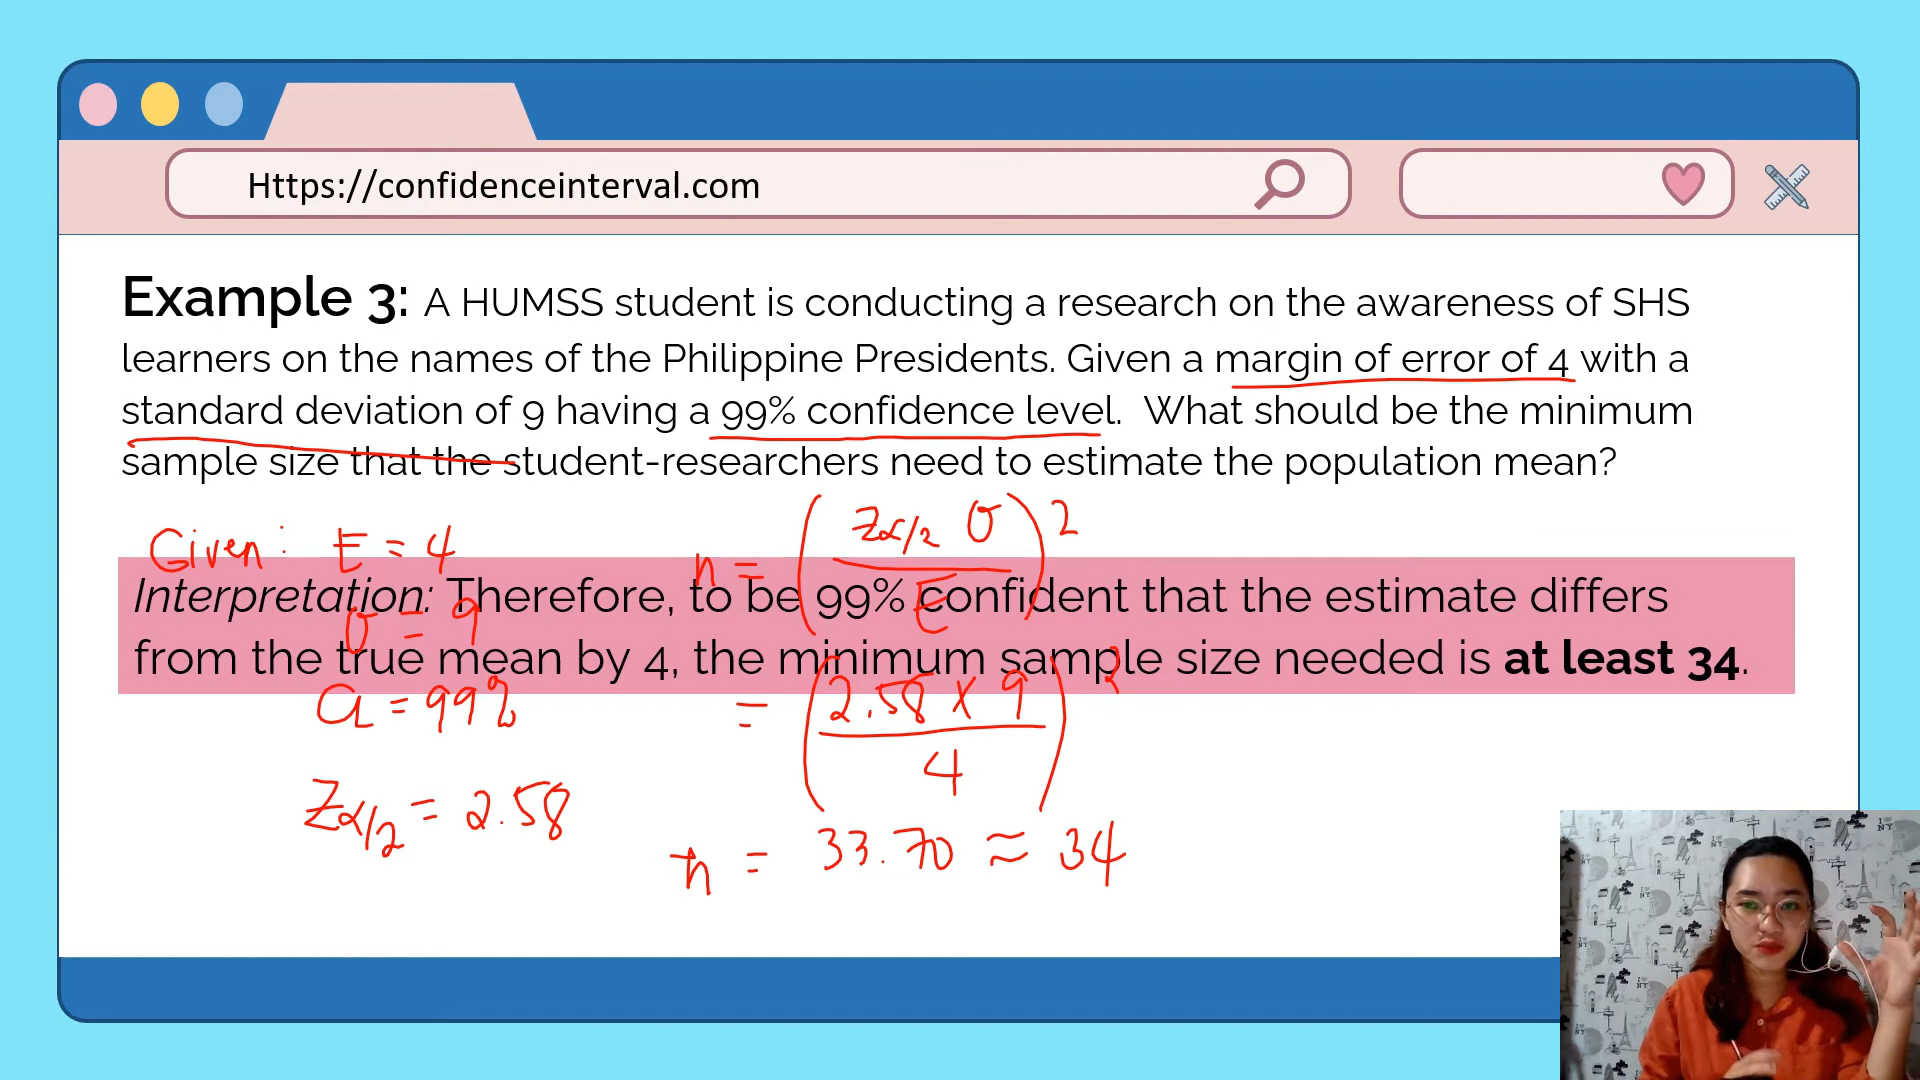 Https://confidenceinterval.com
Example 3: A HUMSS student is conducting a research on the awareness of SHS
learners on the names of the Philippine Presidents. Given a margin of error of 4 with a
standard deviation of 9 having a 99% confidence level. What should be the minimum
sample size that the student-researchers need to estimate the population mean?
Given: E = 4
σ = 9
a = 99%
Zα/2 = 2.58
n = (Zα/2 σ / E)²
= (2.58 x 9 / 4)²
n = 33.70 ≈ 34
Interpretation: Therefore, to be 99% confident that the estimate differs
from the true mean by 4, the minimum sample size needed is at least 34.